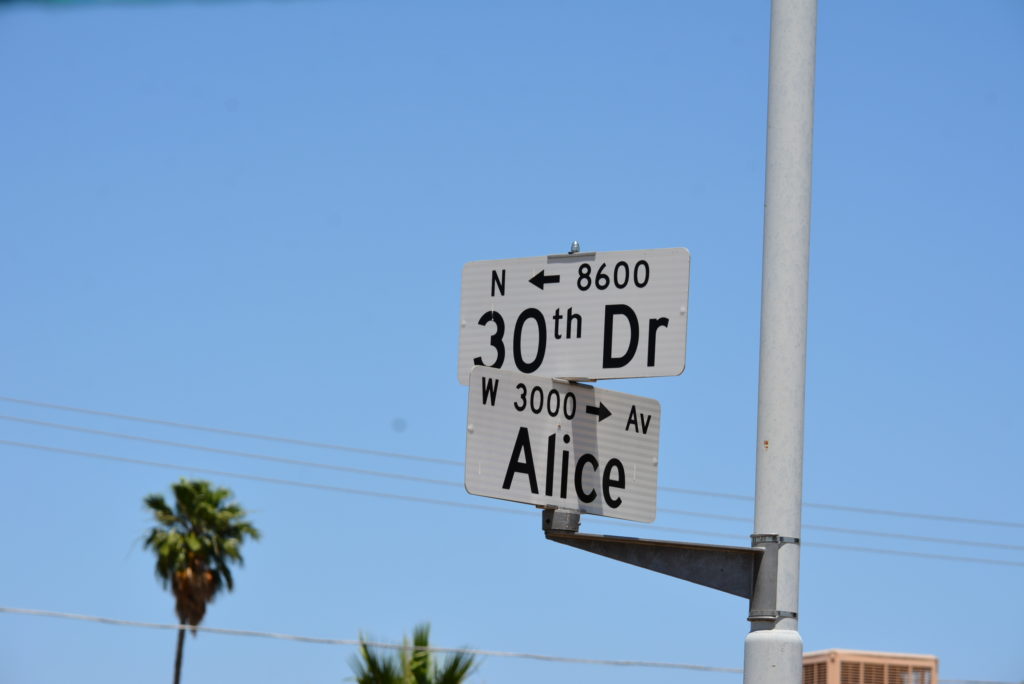 N ← 8600
30th Dr
W 3000 → Av
Alice